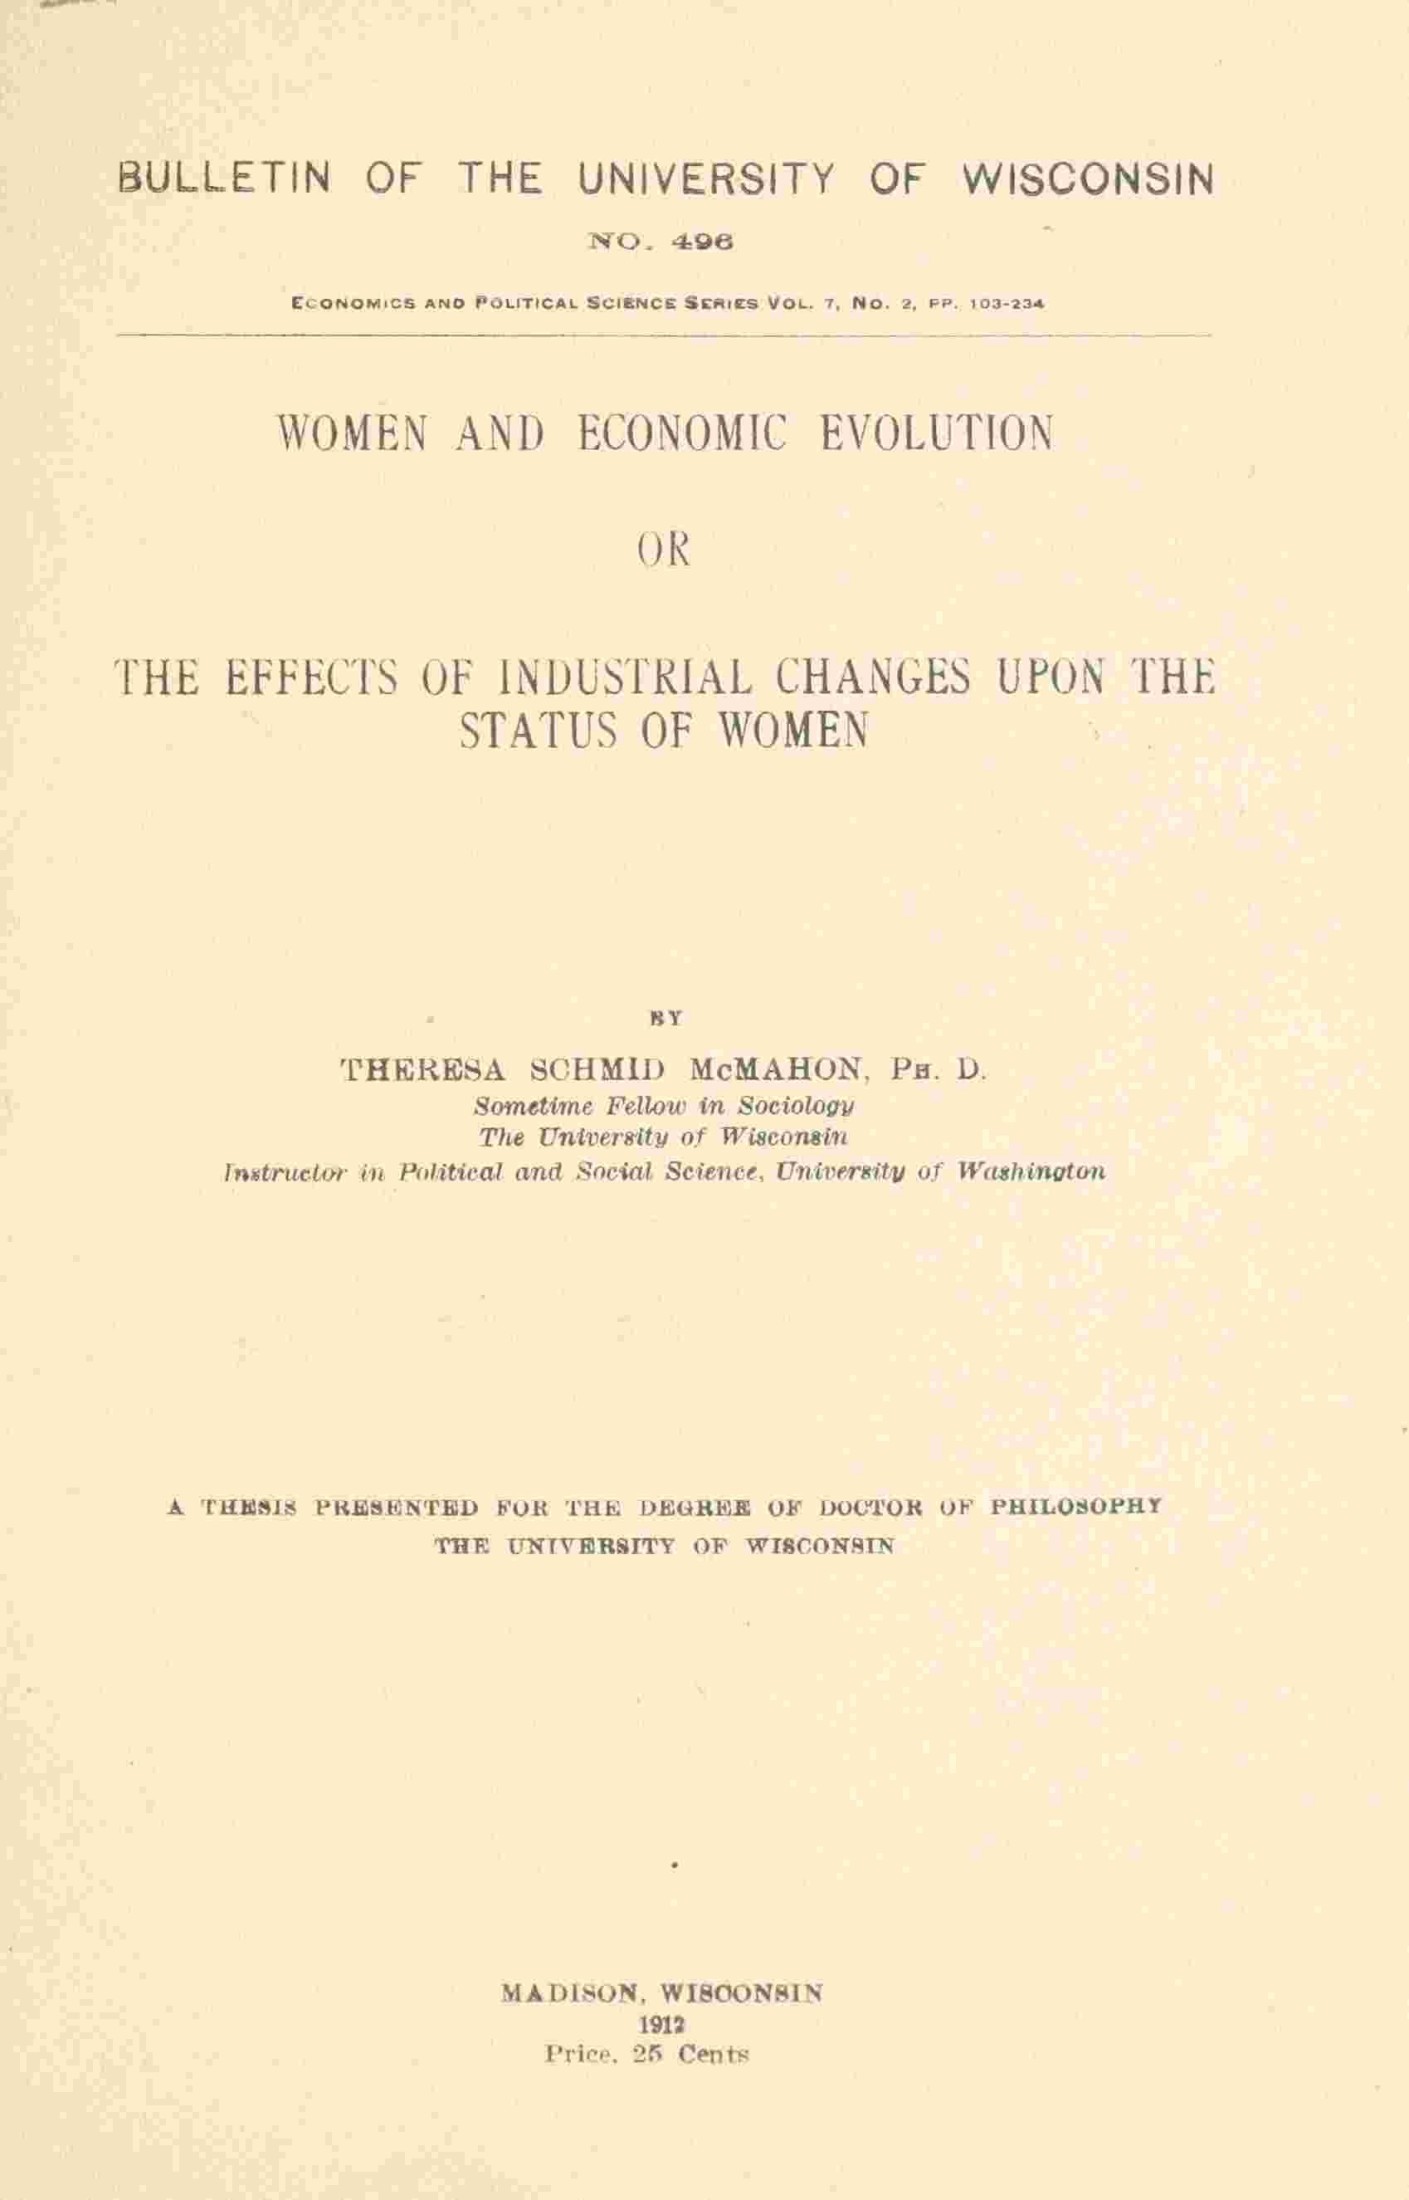 BULLETIN OF THE UNIVERSITY OF WISCONSIN
NO. 496
ECONOMICS AND POLITICAL SCIENCE SERIES VOL. 7, NO. 2, PP. 103-234
WOMEN AND ECONOMIC EVOLUTION
OR
THE EFFECTS OF INDUSTRIAL CHANGES UPON THE
STATUS OF WOMEN
BY
THERESA SCHMID McMAHON, PH. D.
Sometime Fellow in Sociology
The University of Wisconsin
Instructor in Political and Social Science, University of Washington
A THESIS PRESENTED FOR THE DEGREE OF DOCTOR OF PHILOSOPHY
THE UNIVERSITY OF WISCONSIN
MADISON, WISCONSIN
1912
Price, 25 Cents